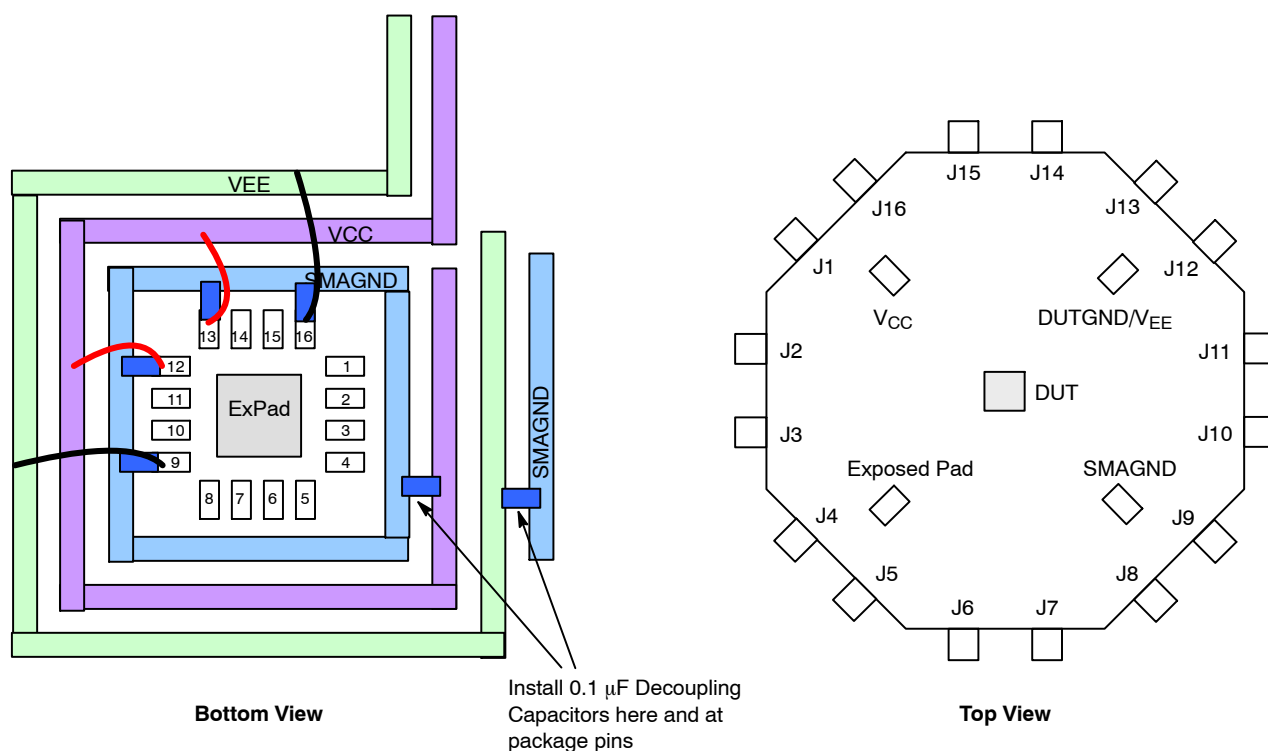 VEE
VCC
SMAGND
13
14
15
16
12
11
10
9
ExPad
1
2
3
4
8
7
6
5
SMAGND
Install 0.1 μF Decoupling
Capacitors here and at
package pins
Bottom View
J15
J14
J16
J13
J1
J12
VCC
DUTGND/VEE
J2
J11
DUT
J3
J10
Exposed Pad
SMAGND
J4
J9
J5
J8
J6
J7
Top View